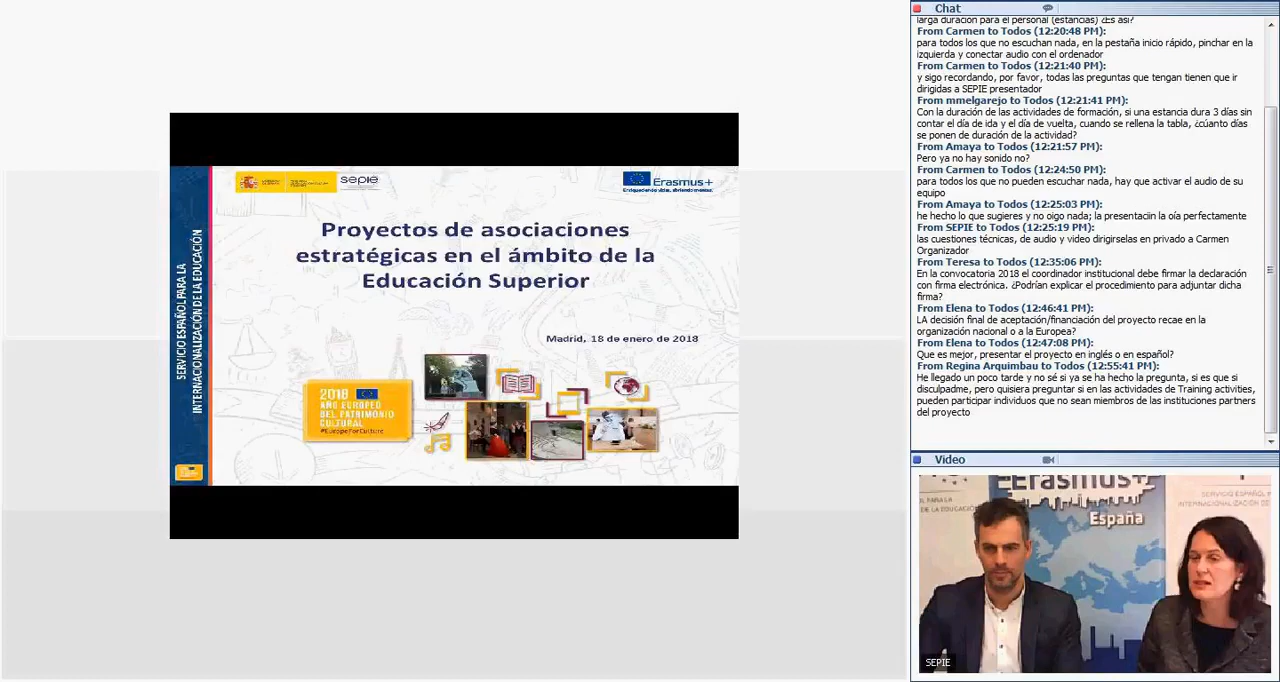 Proyectos de asociaciones
estratégicas en el ámbito de la
Educación Superior
Madrid, 18 de enero de 2018
SERVICIO ESPAÑOL PARA LA
INTERNACIONALIZACIÓN DE LA EDUCACIÓN
sepie
Erasmus+
2018
AÑO EUROPEO
DEL PATRIMONIO
CULTURAL
#EuropeForCulture
Chat
larga duración para el personal (estancias) ¿Es así?
From Carmen to Todos (12:20:48 PM):
para todos los que no escuchan nada, en la pestaña inicio rápido, pinchar en la
izquierda y conectar audio con el ordenador
From Carmen to Todos (12:21:40 PM):
y sigo recordando, por favor, todas las preguntas que tengan tienen que ir
dirigidas a SEPIE presentador
From mmelgarejo to Todos (12:21:41 PM):
Con la duración de las actividades de formación, si una estancia dura 3 días sin
contar el día de ida y el día de vuelta, cuando se rellena la tabla, ¿cúanto días
se ponen de duración de la actividad?
From Amaya to Todos (12:21:57 PM):
Pero ya no hay sonido no?
From Carmen to Todos (12:24:50 PM):
para todos los que no pueden escuchar nada, hay que activar el audio de su
equipo
From Amaya to Todos (12:25:03 PM):
he hecho lo que sugieres y no oigo nada; la presentaciin la oía perfectamente
From SEPIE to Todos (12:25:19 PM):
las cuestiones técnicas, de audio y video dirigirselas en privado a Carmen
Organizador
From Teresa to Todos (12:35:06 PM):
En la convocatoria 2018 el coordinador institucional debe firmar la declaración
con firma electrónica. ¿Podrían explicar el procedimiento para adjuntar dicha
firma?
From Elena to Todos (12:46:41 PM):
LA decisión final de aceptación/financiación del proyecto recae en la
organización nacional o a la Europea?
From Elena to Todos (12:47:08 PM):
Que es mejor, presentar el proyecto en inglés o en español?
From Regina Arquimbau to Todos (12:55:41 PM):
He llegado un poco tarde y no sé si ya se ha hecho la pregunta, si es que si
disculpadme, pero quisiera preguntar si en las actividades de Training activities,
pueden participar individuos que no sean miembros de las instituciones partners
del proyecto
Video
Erasmus+
España
SEPIE